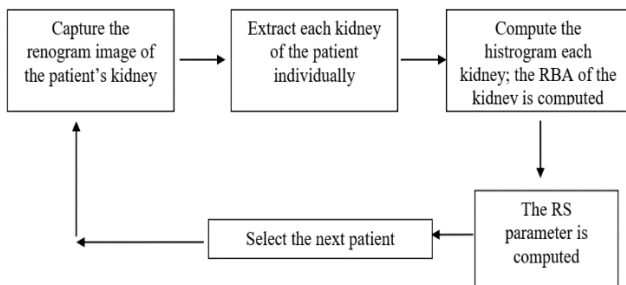 Capture the
renogram image of
the patient's kidney
Extract each kidney
of the patient
individually
Compute the
histrogram each
kidney; the RBA of the
kidney is computed
The RS
parameter is
computed
Select the next patient